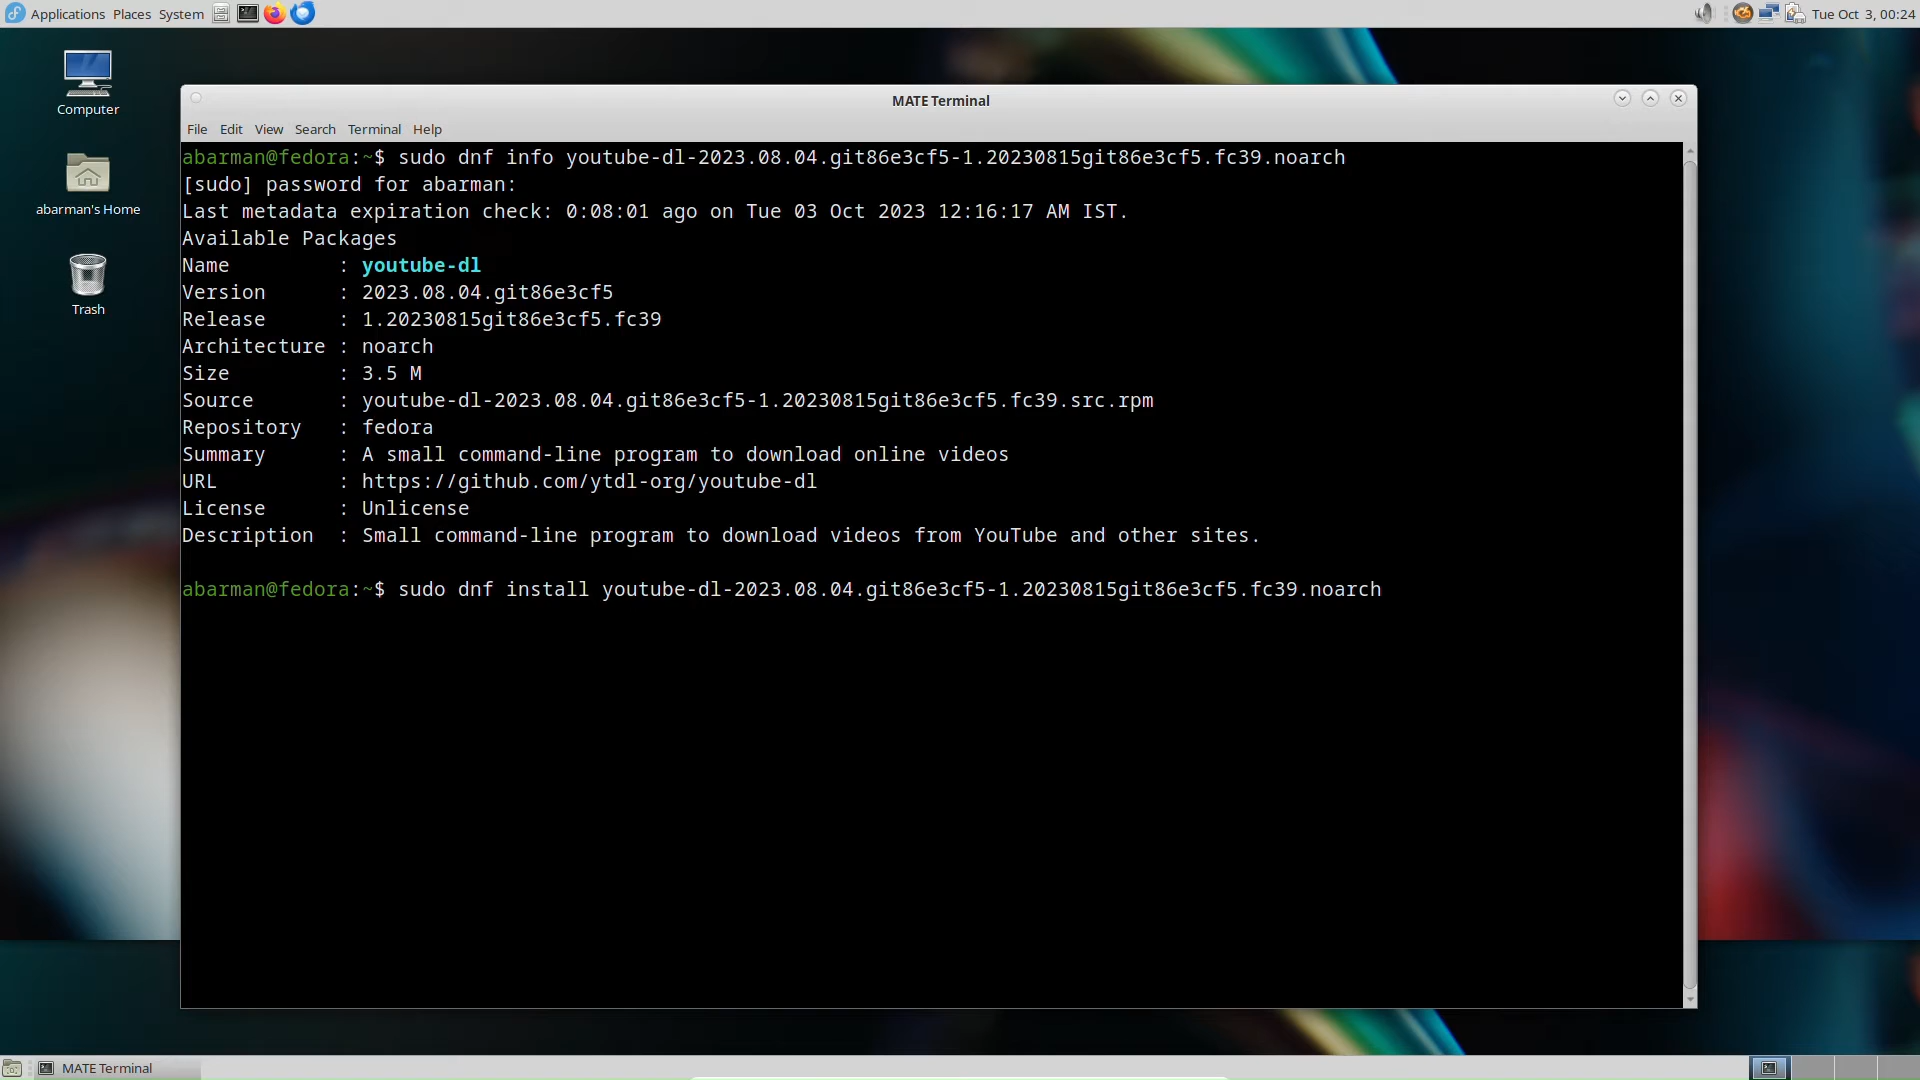 Applications Places System
Tue Oct 3, 00:24
Computer
abarman's Home
Trash
MATE Terminal
File Edit View Search Terminal Help
abarman@fedora:~$ sudo dnf info youtube-dl-2023.08.04.git86e3cf5-1.20230815git86e3cf5.fc39.noarch
[sudo] password for abarman:
Last metadata expiration check: 0:08:01 ago on Tue 03 Oct 2023 12:16:17 AM IST.
Available Packages
Name : youtube-dl
Version : 2023.08.04.git86e3cf5
Release : 1.20230815git86e3cf5.fc39
Architecture : noarch
Size : 3.5 M
Source : youtube-dl-2023.08.04.git86e3cf5-1.20230815git86e3cf5.fc39.src.rpm
Repository : fedora
Summary : A small command-line program to download online videos
URL : https://github.com/ytdl-org/youtube-dl
License : Unlicense
Description : Small command-line program to download videos from YouTube and other sites.
abarman@fedora:~$ sudo dnf install youtube-dl-2023.08.04.git86e3cf5-1.20230815git86e3cf5.fc39.noarch
MATE Terminal